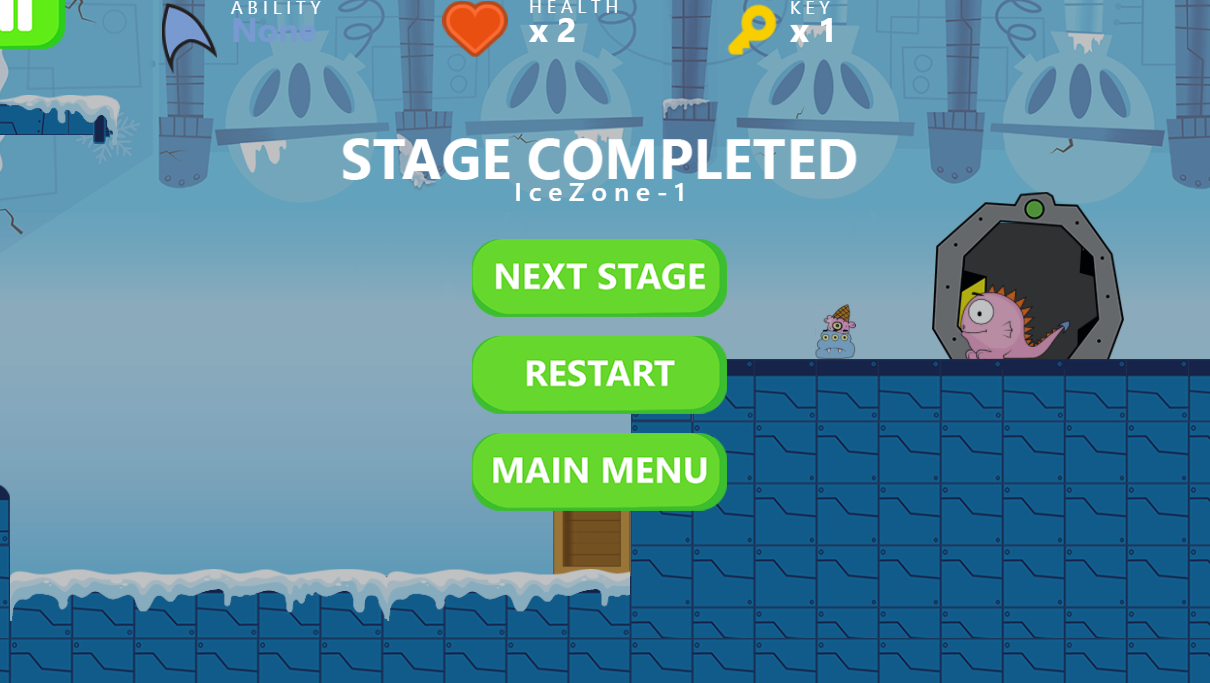 ABILITY
None
HEALTH
x 2
KEY
x 1
STAGE COMPLETED
IceZone-1
NEXT STAGE
RESTART
MAIN MENU